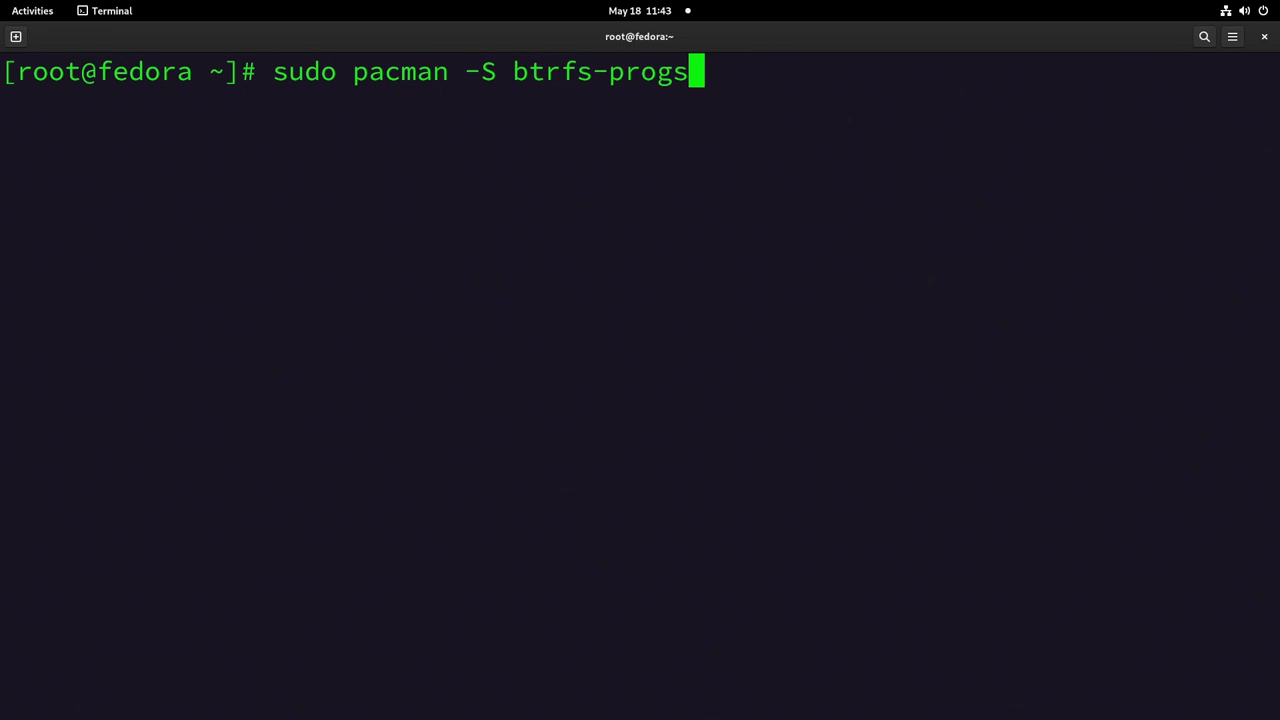 Activities Terminal May 18 11:43
root@fedora:~
[root@fedora ~]# sudo pacman -S btrfs-progs